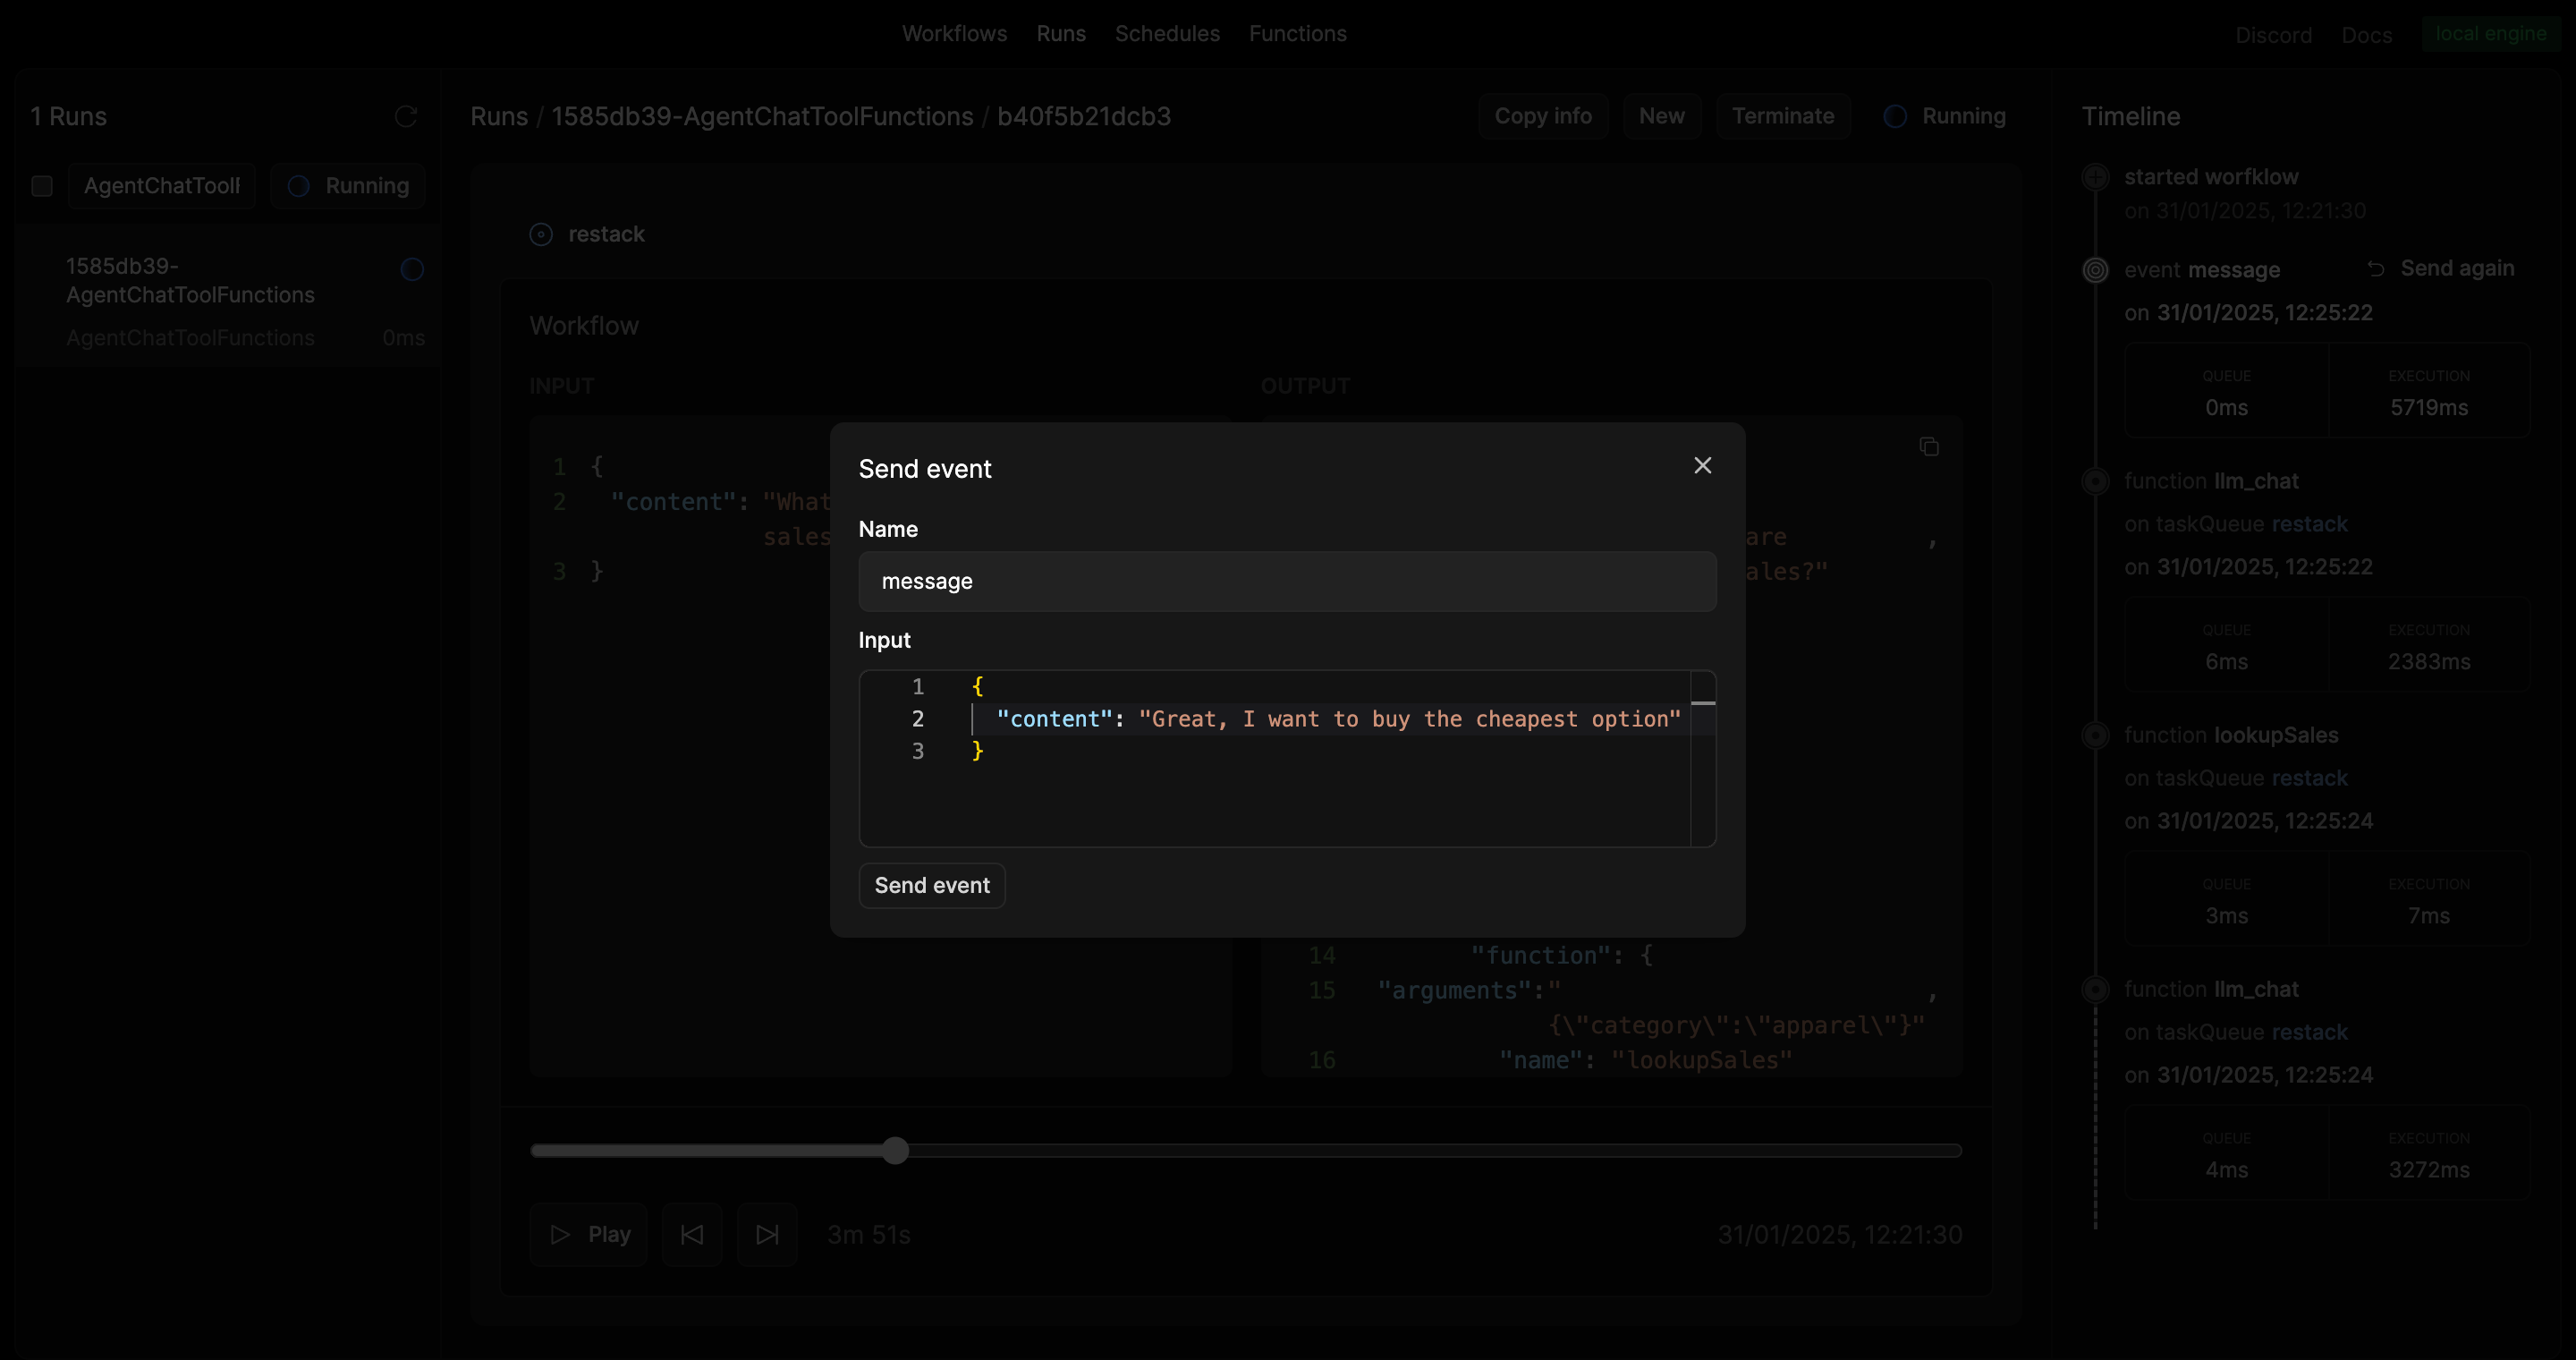 Workflows Runs Schedules Functions
Discord Docs local engine
1 Runs
AgentChatToolF
Running
1585db39-
AgentChatToolFunctions
AgentChatToolFunctions 0ms
Runs / 1585db39-AgentChatToolFunctions / b40f5b21dcb3
Copy info New Terminate Running
restack
Workflow
INPUT
1 {
2 "content": "What
sales
3 }
OUTPUT
are ,
ales?"
14 "function": {
15 "arguments":" ,
{\"category\":\"apparel\"}"
16 "name": "lookupSales"
Send event
Name
message
Input
1 {
2 "content": "Great, I want to buy the cheapest option"
3 }
Send event
Play 3m 51s 31/01/2025, 12:21:30
Timeline
started worfklow
on 31/01/2025, 12:21:30
event message Send again
on 31/01/2025, 12:25:22
QUEUE EXECUTION
0ms 5719ms
function llm_chat
on taskQueue restack
on 31/01/2025, 12:25:22
QUEUE EXECUTION
6ms 2383ms
function lookupSales
on taskQueue restack
on 31/01/2025, 12:25:24
QUEUE EXECUTION
3ms 7ms
function llm_chat
on taskQueue restack
on 31/01/2025, 12:25:24
QUEUE EXECUTION
4ms 3272ms